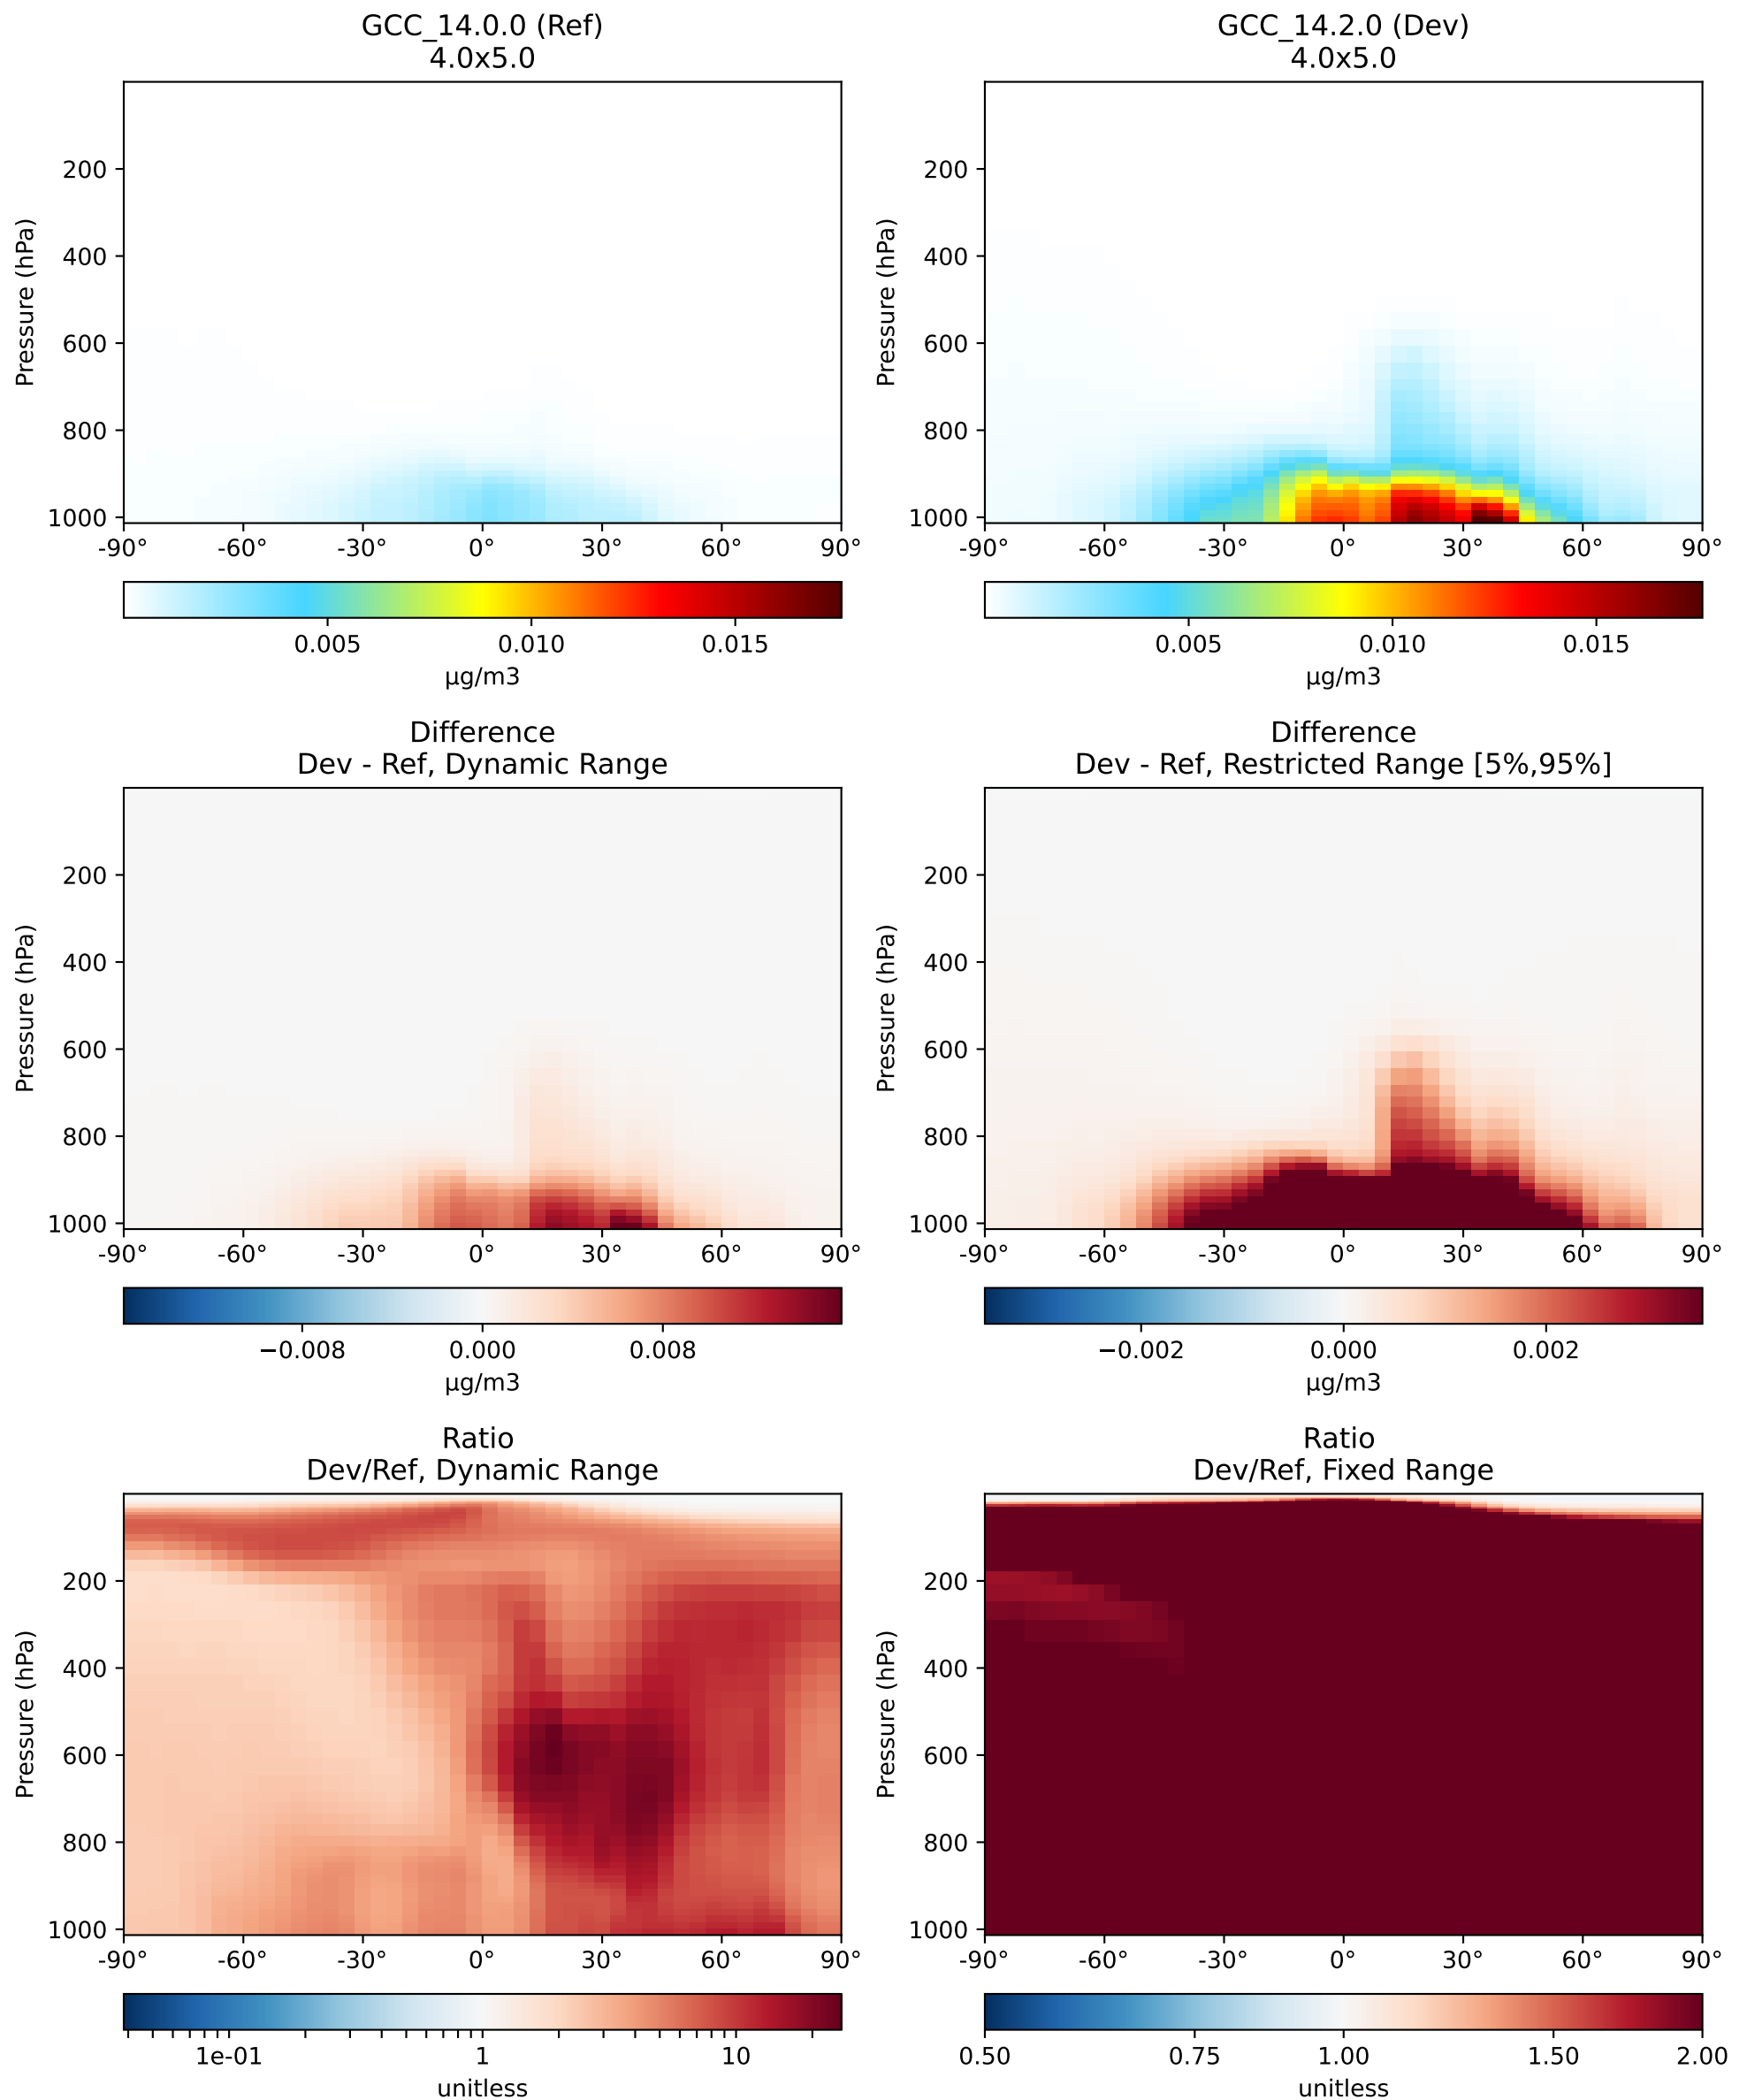 GCC_14.0.0 (Ref)
4.0x5.0
Pressure (hPa)
200
400
600
800
1000
-90° -60° -30° 0° 30° 60° 90°
0.005 0.010 0.015
μg/m3
GCC_14.2.0 (Dev)
4.0x5.0
Pressure (hPa)
200
400
600
800
1000
-90° -60° -30° 0° 30° 60° 90°
0.005 0.010 0.015
μg/m3
Difference
Dev - Ref, Dynamic Range
Pressure (hPa)
200
400
600
800
1000
-90° -60° -30° 0° 30° 60° 90°
−0.008 0.000 0.008
μg/m3
Difference
Dev - Ref, Restricted Range [5%,95%]
Pressure (hPa)
200
400
600
800
1000
-90° -60° -30° 0° 30° 60° 90°
−0.002 0.000 0.002
μg/m3
Ratio
Dev/Ref, Dynamic Range
Pressure (hPa)
200
400
600
800
1000
-90° -60° -30° 0° 30° 60° 90°
1e-01 1 10
unitless
Ratio
Dev/Ref, Fixed Range
Pressure (hPa)
200
400
600
800
1000
-90° -60° -30° 0° 30° 60° 90°
0.50 0.75 1.00 1.50 2.00
unitless